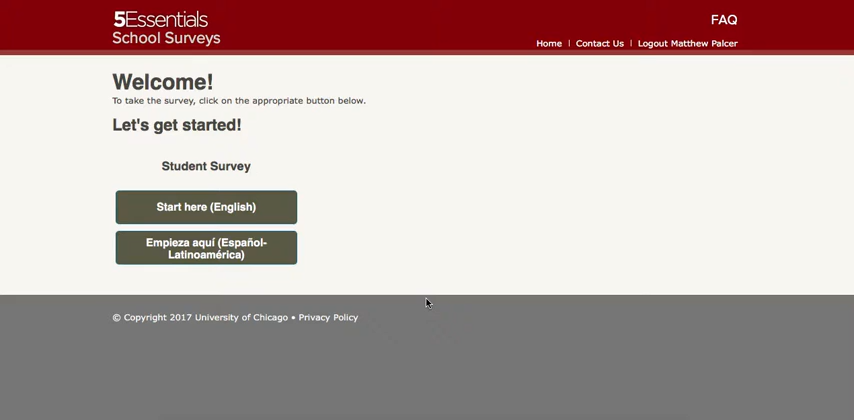 5Essentials
School Surveys
FAQ
Home | Contact Us | Logout Matthew Palcer
Welcome!
To take the survey, click on the appropriate button below.
Let's get started!
Student Survey
Start here (English)
Empieza aquí (Español-
Latinoamérica)
© Copyright 2017 University of Chicago • Privacy Policy